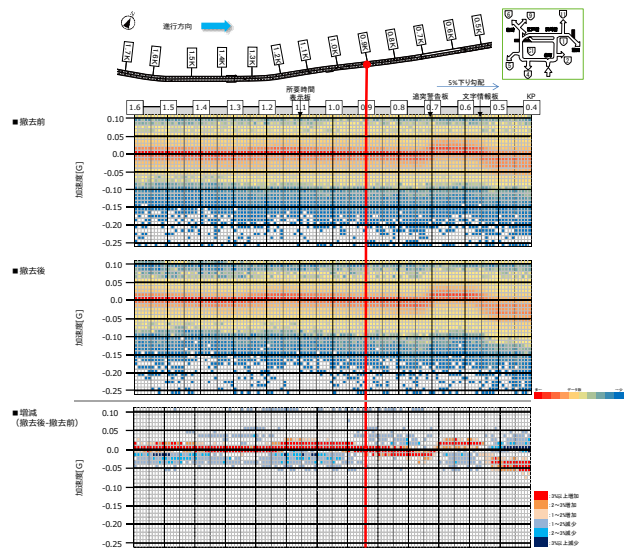 進行方向
1.7K
1.6K
1.5K
1.4K
1.3K
1.2K
1.1K
1.0K
0.9K
0.8K
0.7K
0.6K
0.5K
5%下り勾配
所要時間
表示板
追突警告板
文字情報板
KP
1.6 1.5 1.4 1.3 1.2 1.1 1.0 0.9 0.8 0.7 0.6 0.5 0.4
■撤去前
加速度[G]
0.10
0.05
0.0
-0.05
-0.10
-0.15
-0.20
-0.25
■撤去後
加速度[G]
0.10
0.05
0.0
-0.05
-0.10
-0.15
-0.20
-0.25
■増減
(撤去後-撤去前)
加速度[G]
0.10
0.05
0.0
-0.05
-0.10
-0.15
-0.20
-0.25
:3%以上増加
:2~3%増加
:1~2%増加
:1~2%減少
:2~3%減少
:3%以上減少